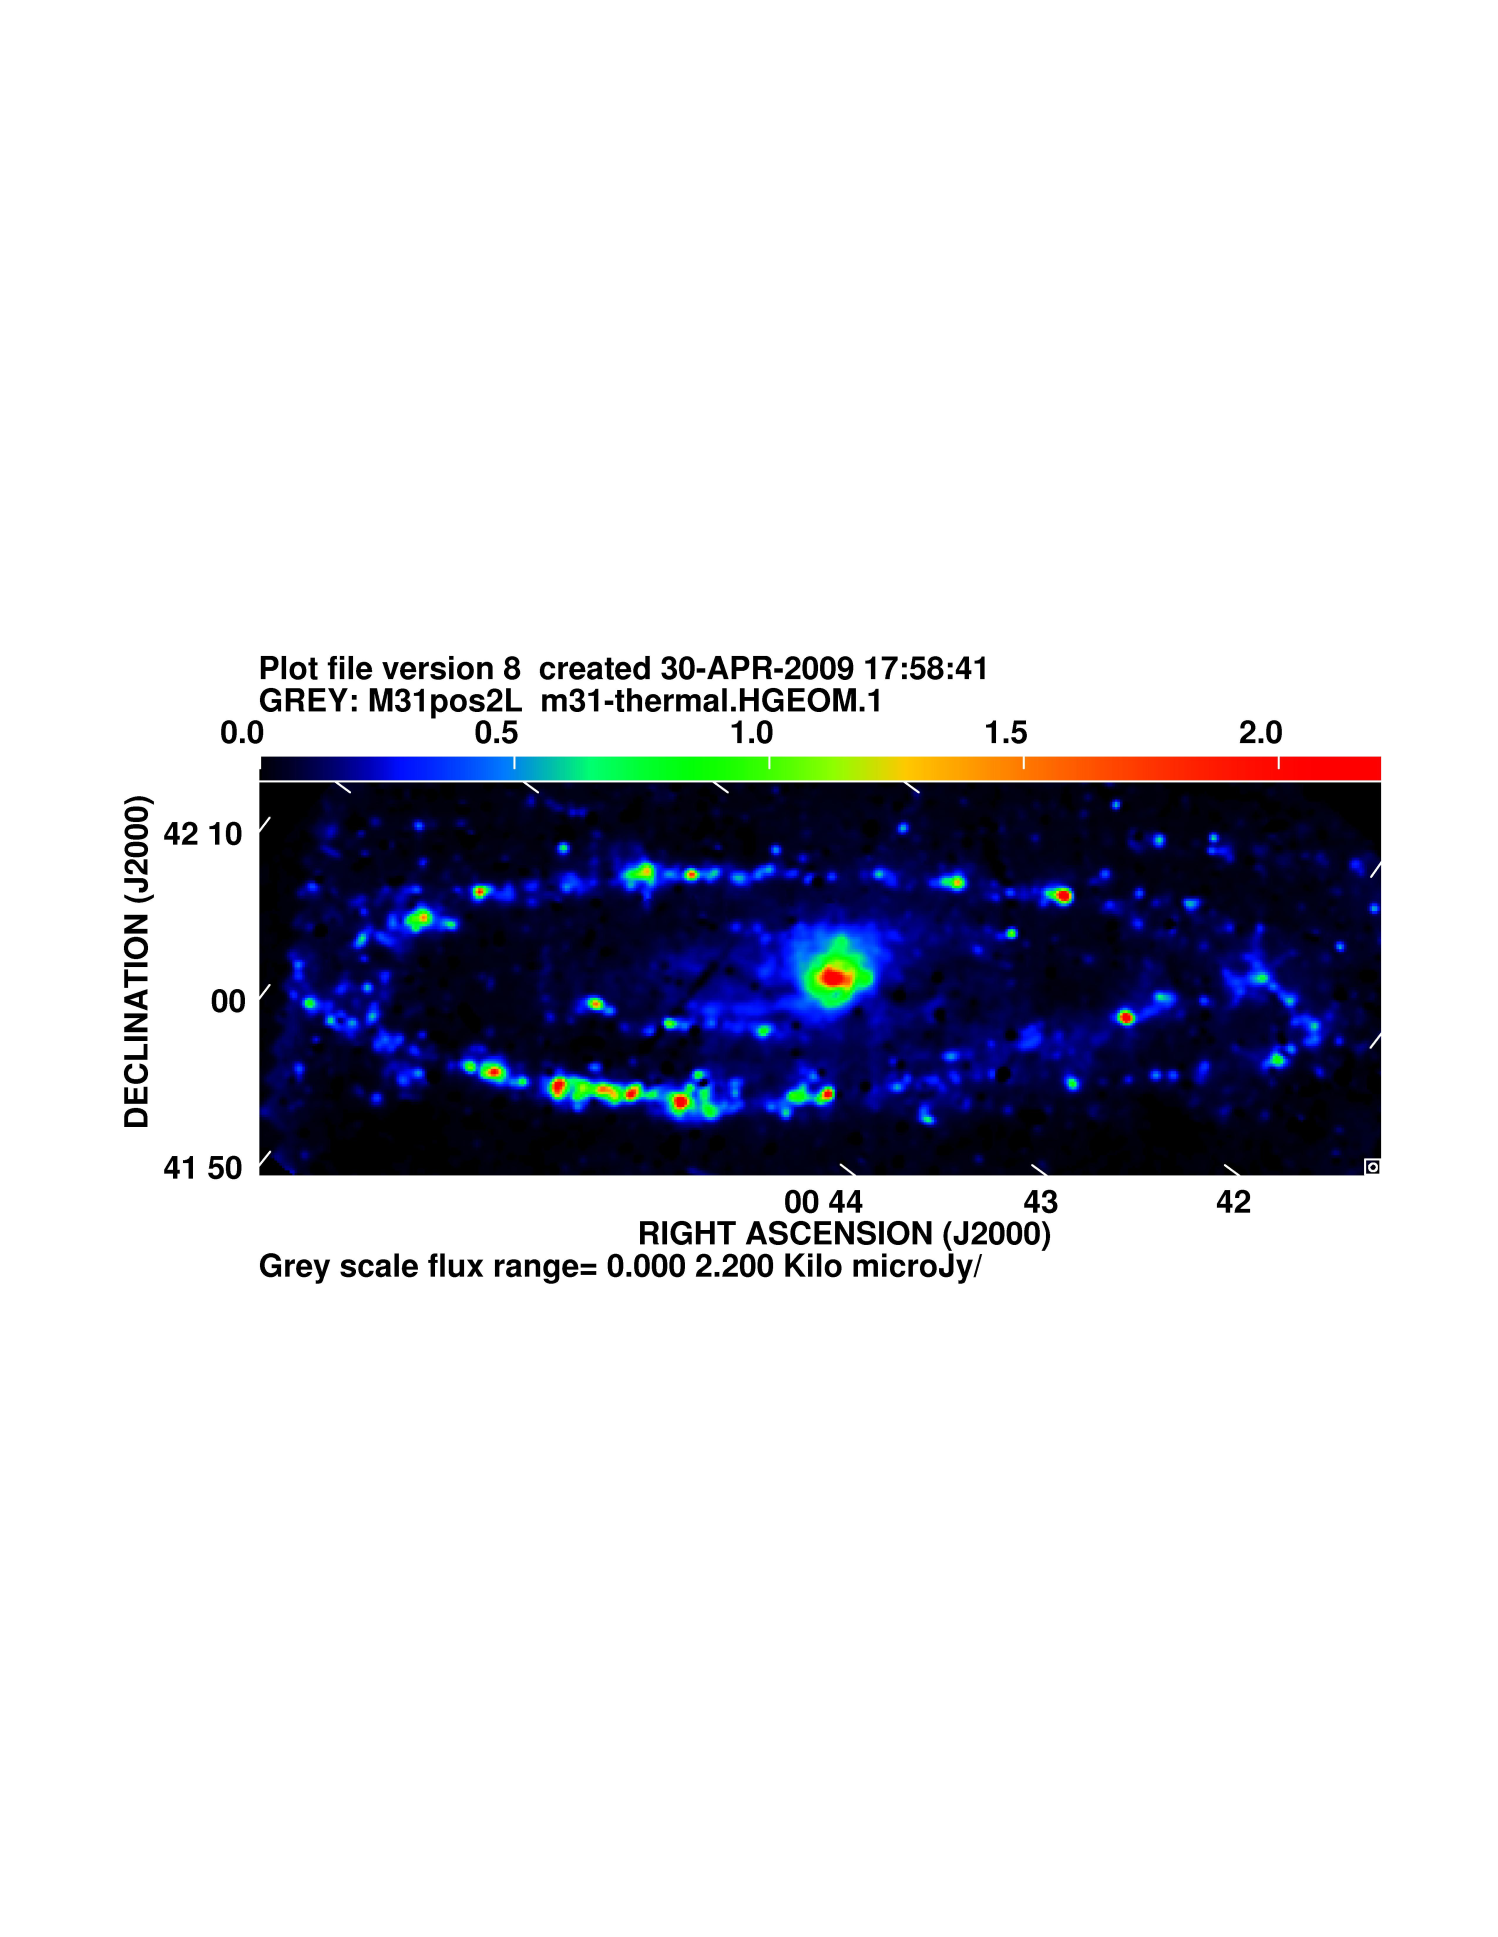 Plot file version 8  created 30-APR-2009 17:58:41
GREY: M31pos2L  m31-thermal.HGEOM.1
0.0 0.5 1.0 1.5 2.0
DECLINATION (J2000)
42 10
00
41 50
00 44 43 42
RIGHT ASCENSION (J2000)
Grey scale flux range= 0.000 2.200 Kilo microJy/